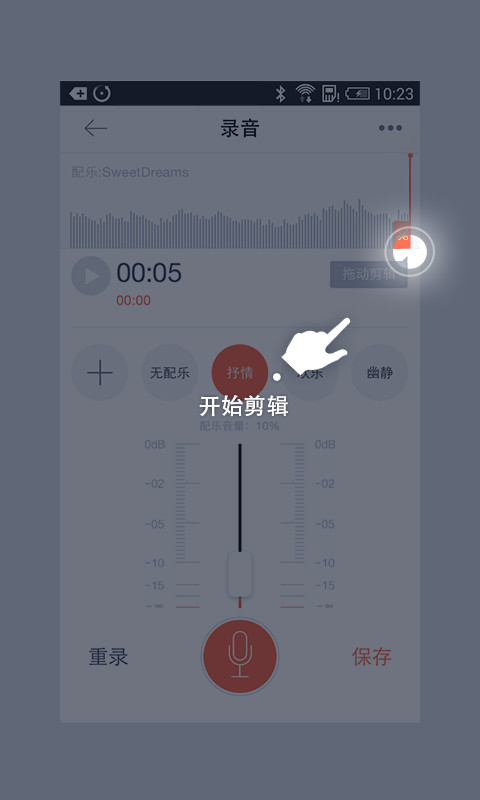 10:23
录音
配乐:SweetDreams
00:05
拖动剪辑
00:00
无配乐
抒情
欢乐
幽静
开始剪辑
配乐音量：10%
0dB 0dB
-02 -02
-05 -05
-10 -10
-15 -15
-∞ -∞
重录
保存